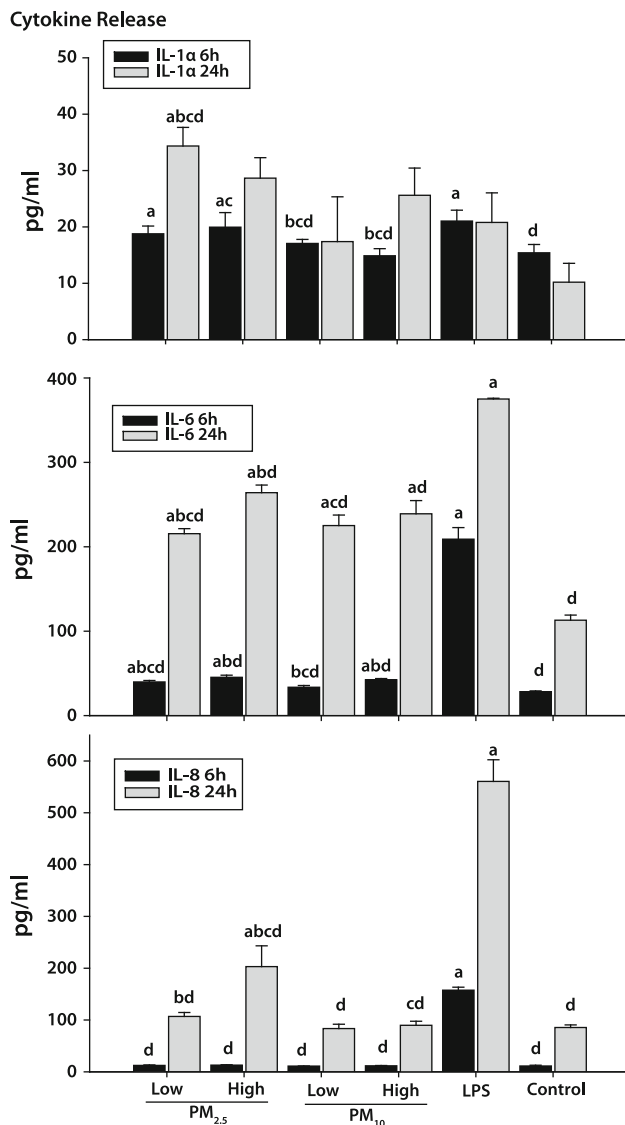 Cytokine Release
IL-1α 6h
IL-1α 24h
pg/ml
50
40
30
20
10
0
a
abcd
ac
bcd
bcd
a
d
IL-6 6h
IL-6 24h
pg/ml
400
300
200
100
0
abcd
abcd
abd
abd
bcd
acd
abd
ad
a
a
d
d
IL-8 6h
IL-8 24h
pg/ml
600
500
400
300
200
100
0
d
bd
d
abcd
d
d
d
cd
a
a
d
d
Low High Low High LPS Control
PM2.5 PM10